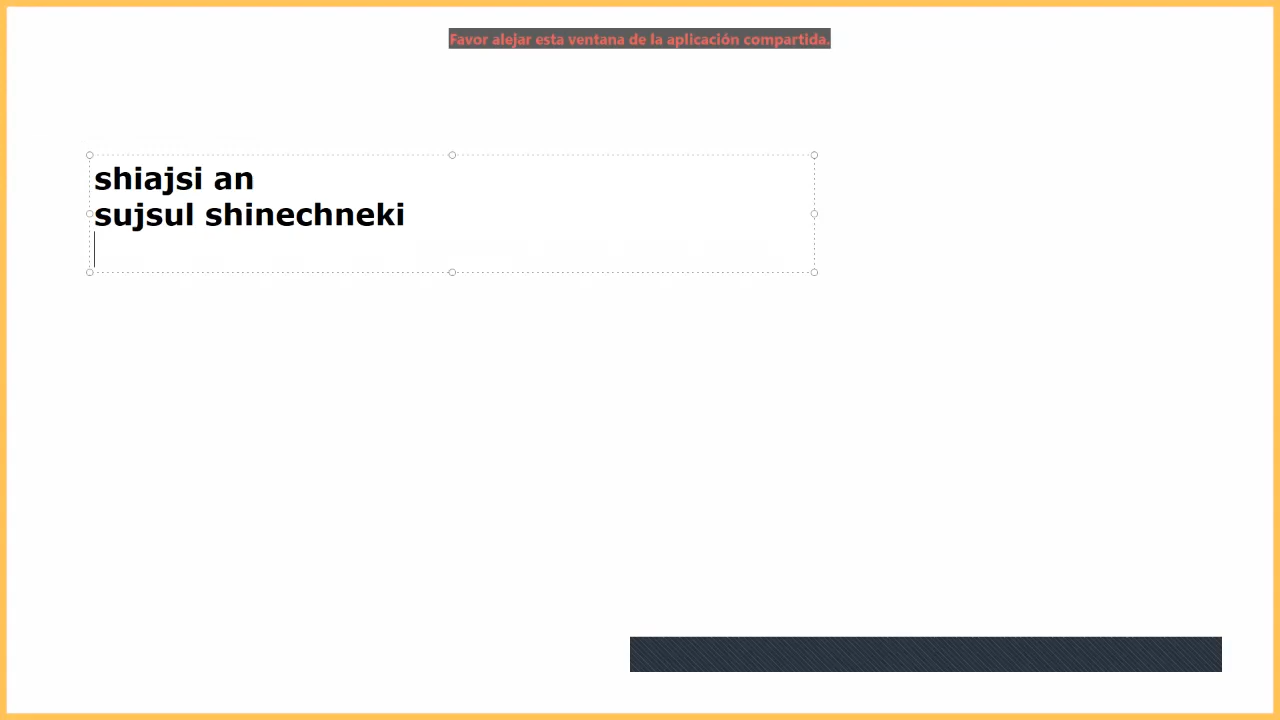 Favor alejar esta ventana de la aplicación compartida.
shiajsi an
sujsul shinechneki